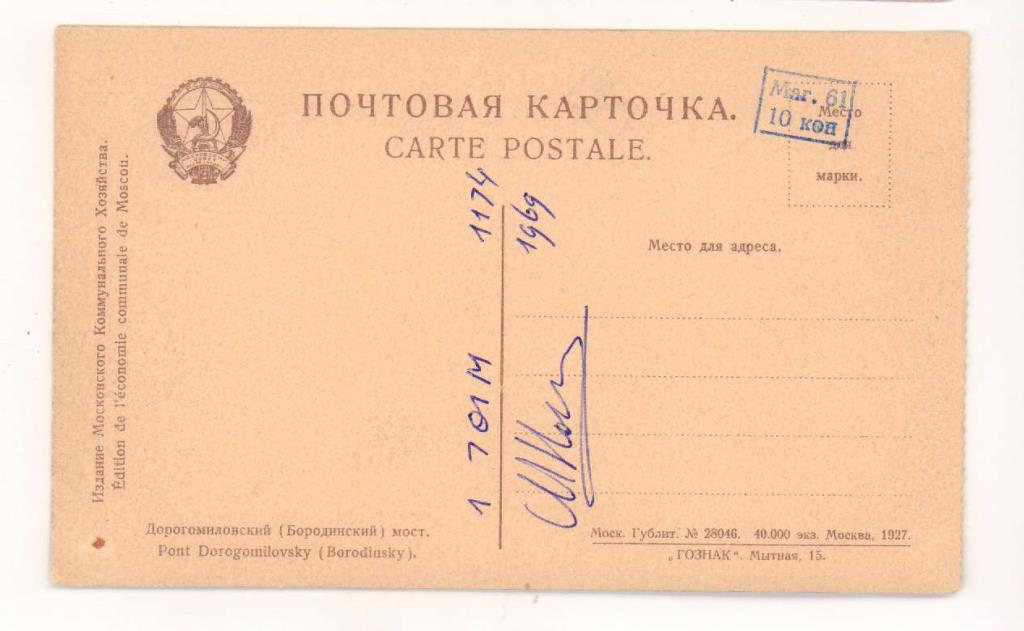 ПОЧТОВАЯ КАРТОЧКА.
CARTE POSTALE.
Маг. 61
10 коп
Место
для
марки.
Издание Московского Коммунального Хозяйства.
Édition de l'économie communale de Moscou.
1174
1969
Место для адреса.
1 701М
Дорогомиловский (Бородинский) мост.
Pont Dorogomilovsky (Borodinsky).
Моск. Гублит. № 28046. 40.000 экз. Москва, 1927.
„ГОЗНАК“. Мытная, 15.